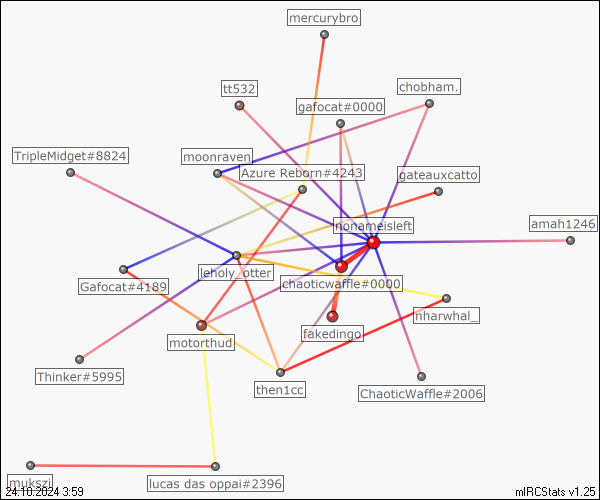 mercurybro
tt532
chobham.
gafocat#0000
TripleMidget#8824
moonraven
Azure Reborn#4243
gateauxcatto
nonameisleft
amah1246
leholy_otter
Gafocat#4189
chaoticwaffle#0000
nharwhal_
fakedingo
motorthud
Thinker#5995
then1cc
ChaoticWaffle#2006
mukszi
lucas das oppai#2396
24.10.2024 3:59
mIRCStats v1.25